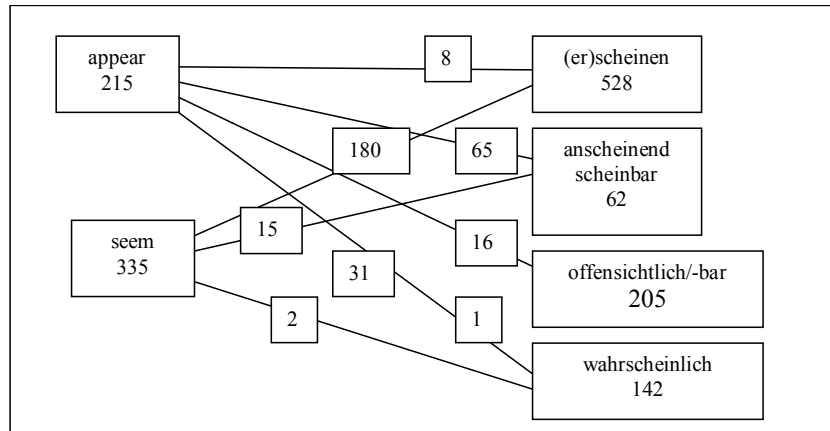 appear
215
8
(er)scheinen
528
180
65
anscheinend
scheinbar
62
seem
335
15
16
31
offensichtlich/-bar
205
2
1
wahrscheinlich
142